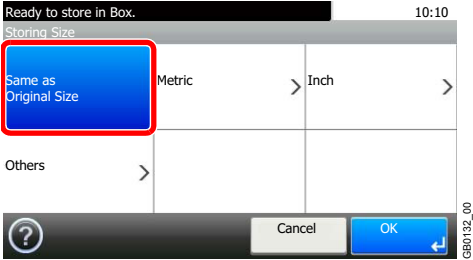 Ready to store in Box.
10:10
Storing Size
Same as
Original Size
Metric
Inch
Others
?
Cancel
OK
GB0132_00